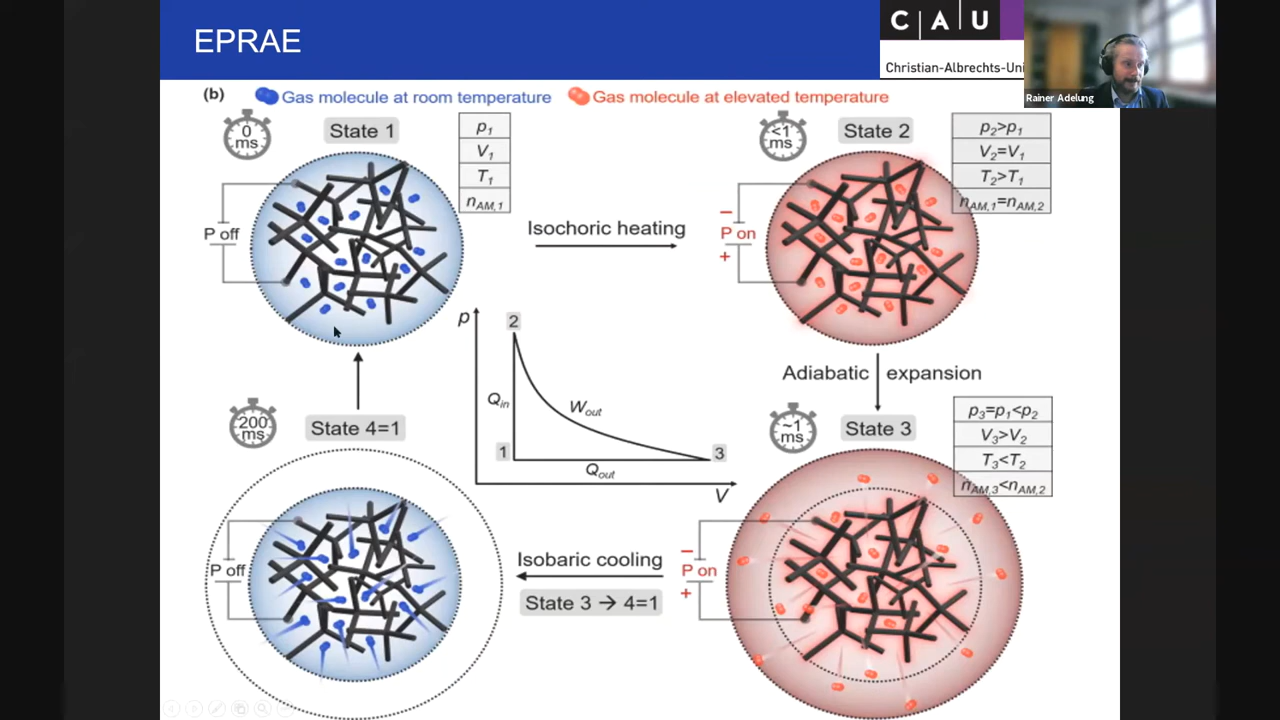 EPRAE
C A U
Christian-Albrechts-Uni
Rainer Adelung
(b) Gas molecule at room temperature Gas molecule at elevated temperature
0 ms
State 1
p1
V1
T1
nAM,1
P off
Isochoric heating
<1 ms
State 2
p2>p1
V2=V1
T2>T1
nAM,1=nAM,2
−
P on
+
p
2
Qin
Wout
1
3
Qout
V
Adiabatic expansion
~1 ms
State 3
p3=p1<p2
V3>V2
T3<T2
nAM,3<nAM,2
−
P on
+
Isobaric cooling
State 3 → 4=1
200 ms
State 4=1
P off